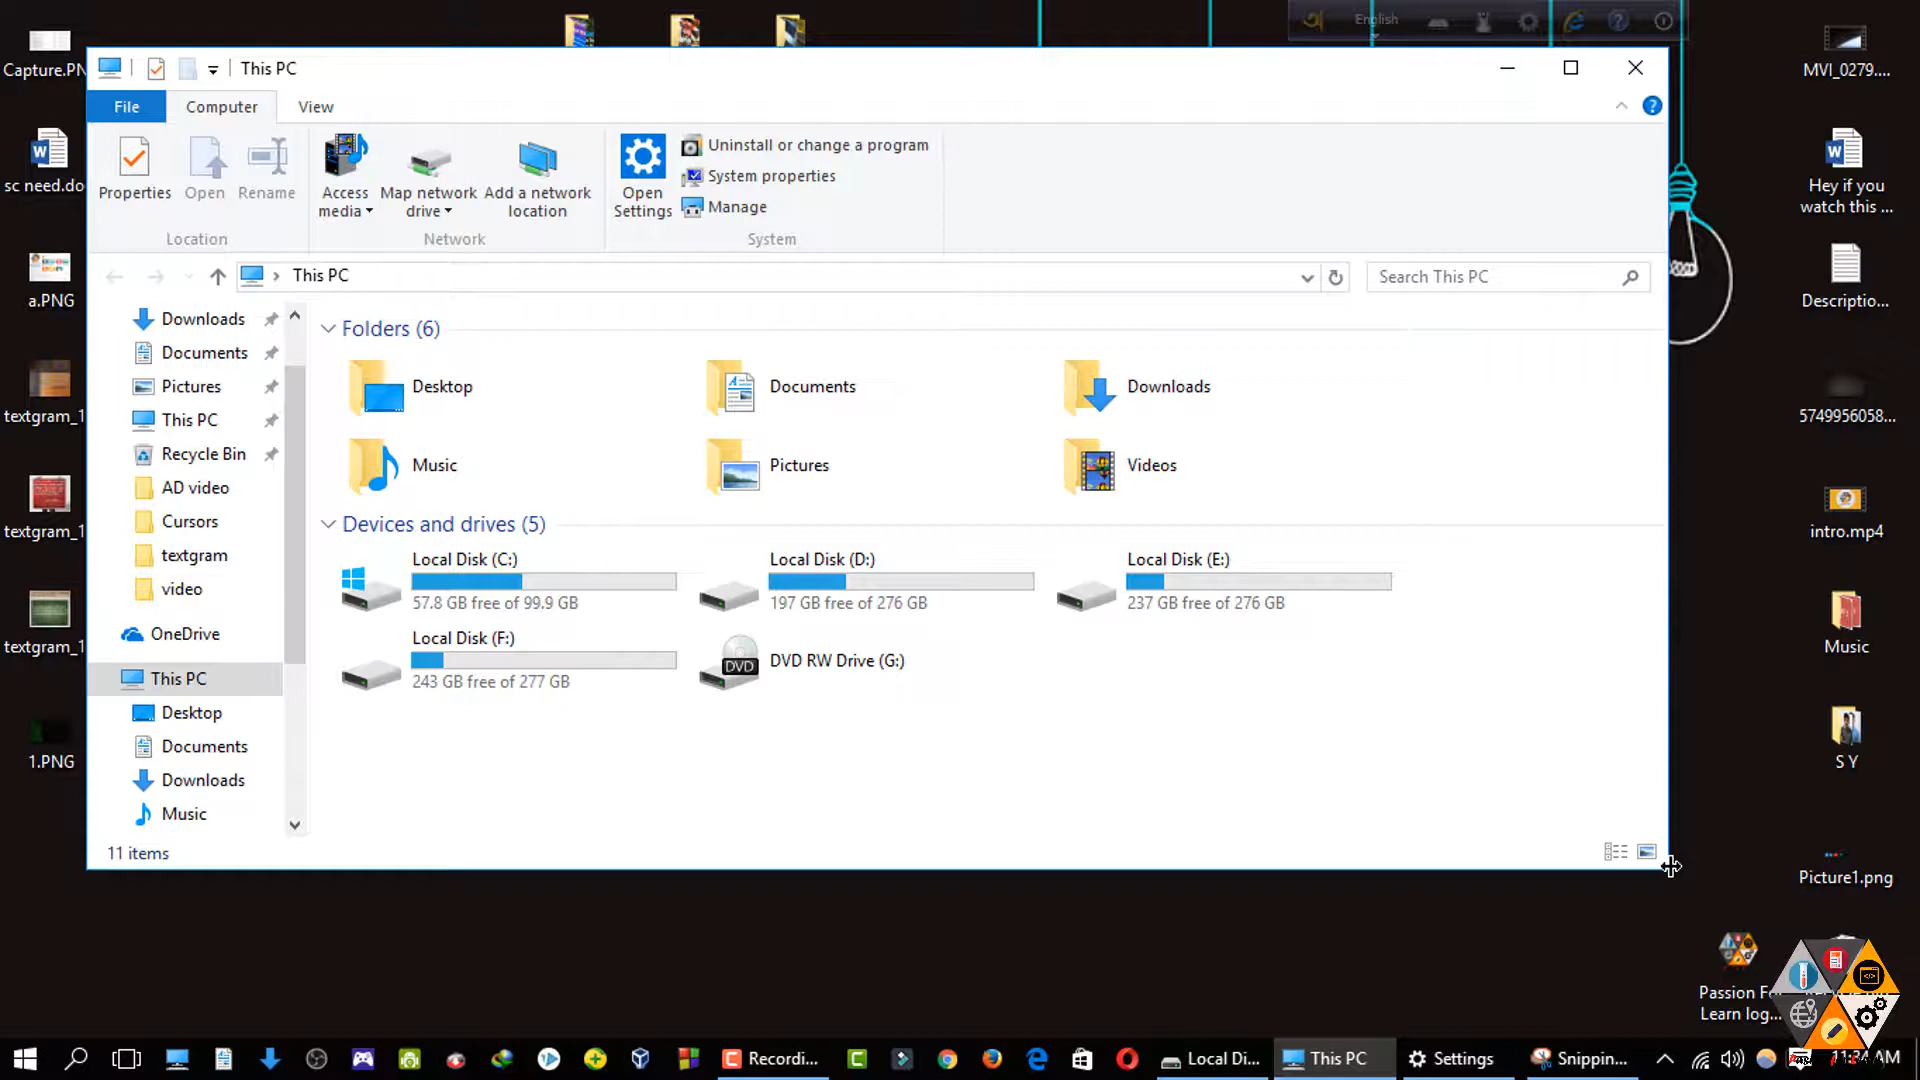 Capture.PN
sc need.do
a.PNG
textgram_1
textgram_1
textgram_1
1.PNG
English
This PC
File
Computer
View
Properties
Open
Rename
Access media
Map network drive
Add a network location
Open Settings
Uninstall or change a program
System properties
Manage
Location
Network
System
This PC
Search This PC
Downloads
Documents
Pictures
This PC
Recycle Bin
AD video
Cursors
textgram
video
OneDrive
This PC
Desktop
Documents
Downloads
Music
Folders (6)
Desktop
Documents
Downloads
Music
Pictures
Videos
Devices and drives (5)
Local Disk (C:)
57.8 GB free of 99.9 GB
Local Disk (D:)
197 GB free of 276 GB
Local Disk (E:)
237 GB free of 276 GB
Local Disk (F:)
243 GB free of 277 GB
DVD
DVD RW Drive (G:)
11 items
MVI_0279....
Hey if you
watch this ...
Descriptio...
5749956058...
intro.mp4
Music
S Y
Picture1.png
Passion F
Learn log...
Recordi...
Local Di...
This PC
Settings
Snippin...
11:34 AM